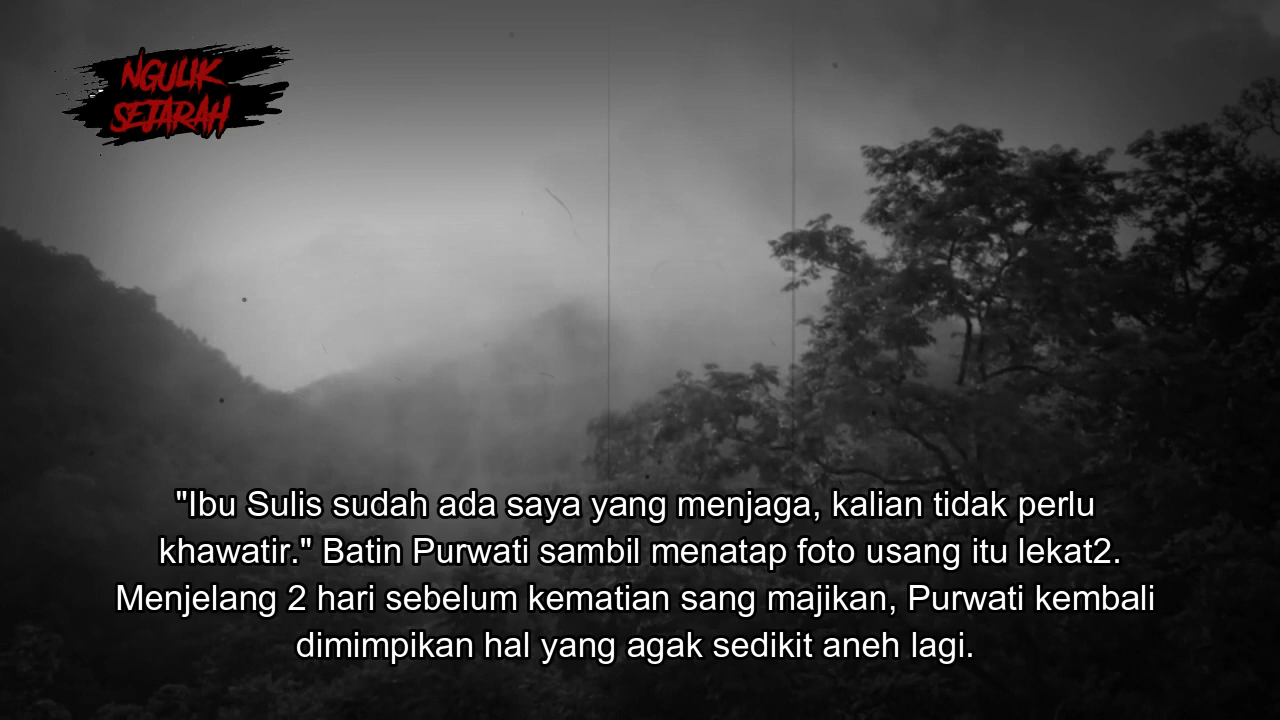 NGULIK
SEJARAH
"Ibu Sulis sudah ada saya yang menjaga, kalian tidak perlu
khawatir." Batin Purwati sambil menatap foto usang itu lekat2.
Menjelang 2 hari sebelum kematian sang majikan, Purwati kembali
dimimpikan hal yang agak sedikit aneh lagi.